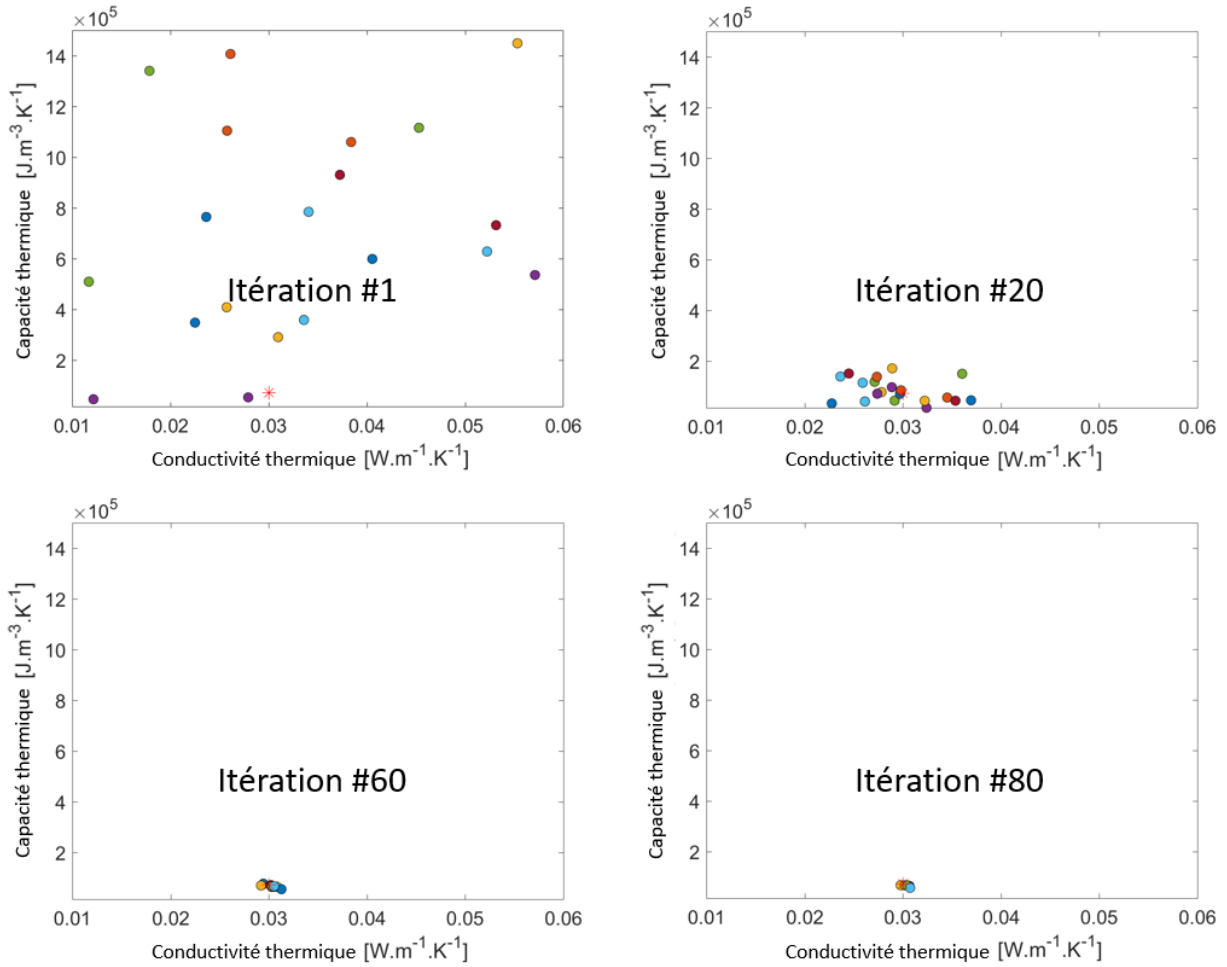 ×10⁵
14
12
10
8
6
4
2
Capacité thermique [J.m⁻³.K⁻¹]
Itération #1
0.01 0.02 0.03 0.04 0.05 0.06
Conductivité thermique [W.m⁻¹.K⁻¹]
×10⁵
14
12
10
8
6
4
2
Capacité thermique [J.m⁻³.K⁻¹]
Itération #20
0.01 0.02 0.03 0.04 0.05 0.06
Conductivité thermique [W.m⁻¹.K⁻¹]
×10⁵
14
12
10
8
6
4
2
Capacité thermique [J.m⁻³.K⁻¹]
Itération #60
0.01 0.02 0.03 0.04 0.05 0.06
Conductivité thermique [W.m⁻¹.K⁻¹]
×10⁵
14
12
10
8
6
4
2
Capacité thermique [J.m⁻³.K⁻¹]
Itération #80
0.01 0.02 0.03 0.04 0.05 0.06
Conductivité thermique [W.m⁻¹.K⁻¹]